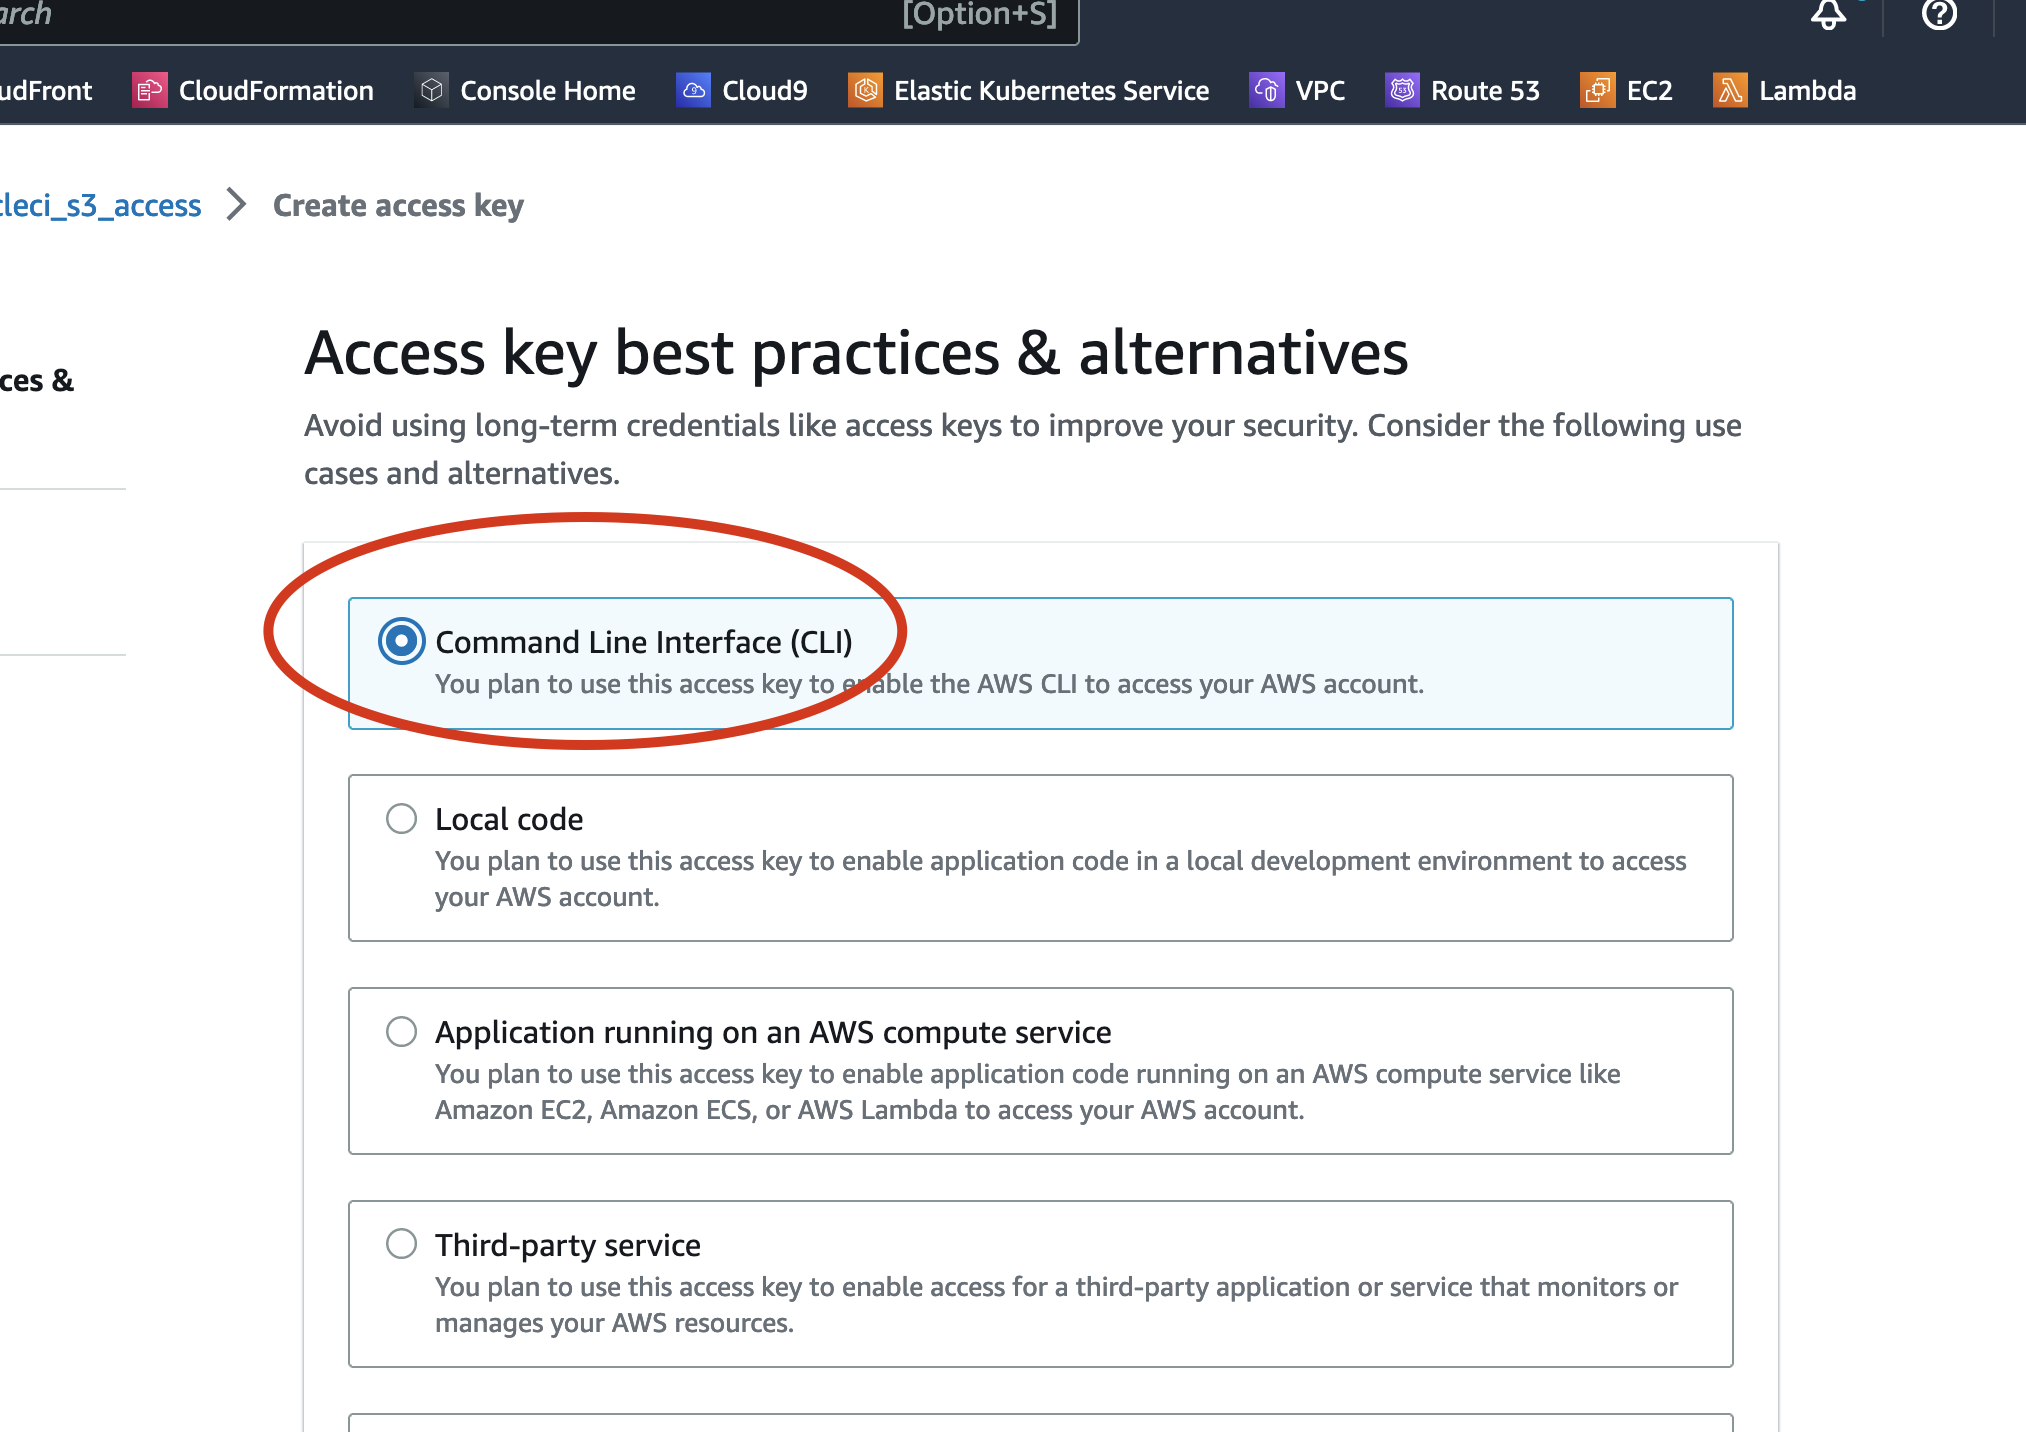 arch [Option+S]
udFront CloudFormation Console Home Cloud9 Elastic Kubernetes Service VPC Route 53 EC2 Lambda
cleci_s3_access > Create access key
Access key best practices & alternatives
ces &
Avoid using long-term credentials like access keys to improve your security. Consider the following use
cases and alternatives.
Command Line Interface (CLI)
You plan to use this access key to enable the AWS CLI to access your AWS account.
Local code
You plan to use this access key to enable application code in a local development environment to access
your AWS account.
Application running on an AWS compute service
You plan to use this access key to enable application code running on an AWS compute service like
Amazon EC2, Amazon ECS, or AWS Lambda to access your AWS account.
Third-party service
You plan to use this access key to enable access for a third-party application or service that monitors or
manages your AWS resources.